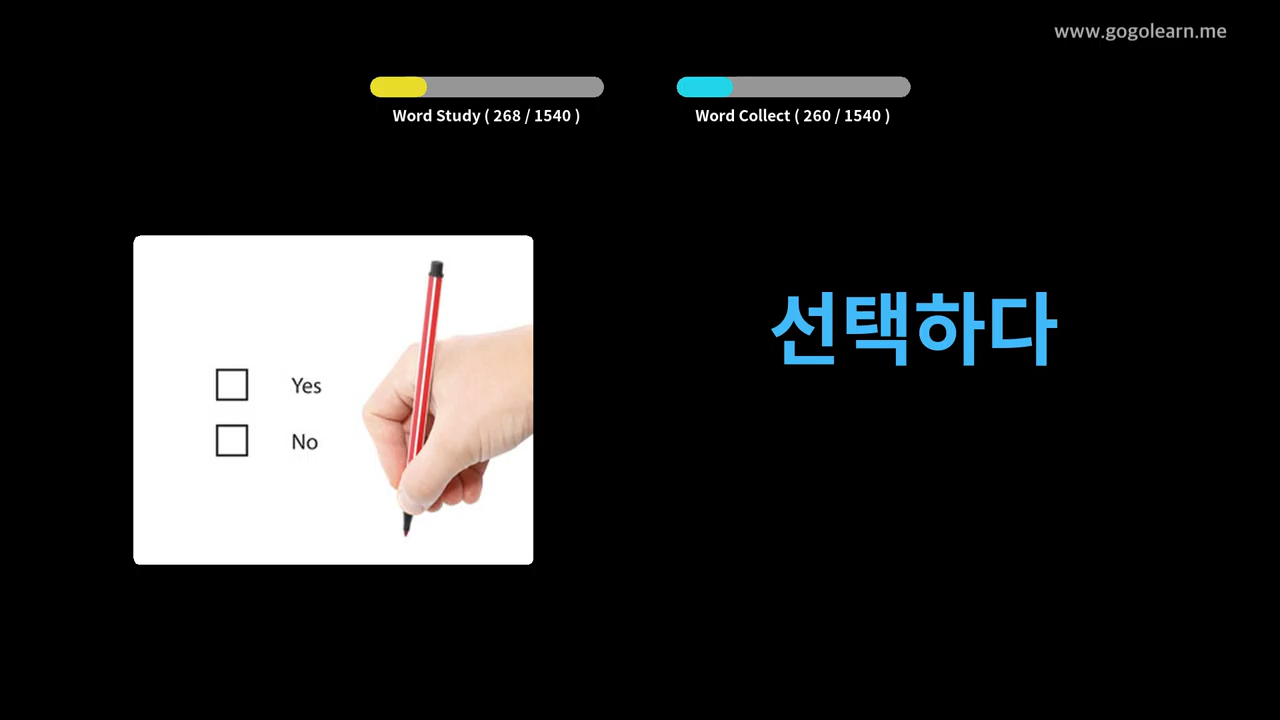 www.gogolearn.me
Word Study ( 268 / 1540 )
Word Collect ( 260 / 1540 )
선택하다
Yes
No